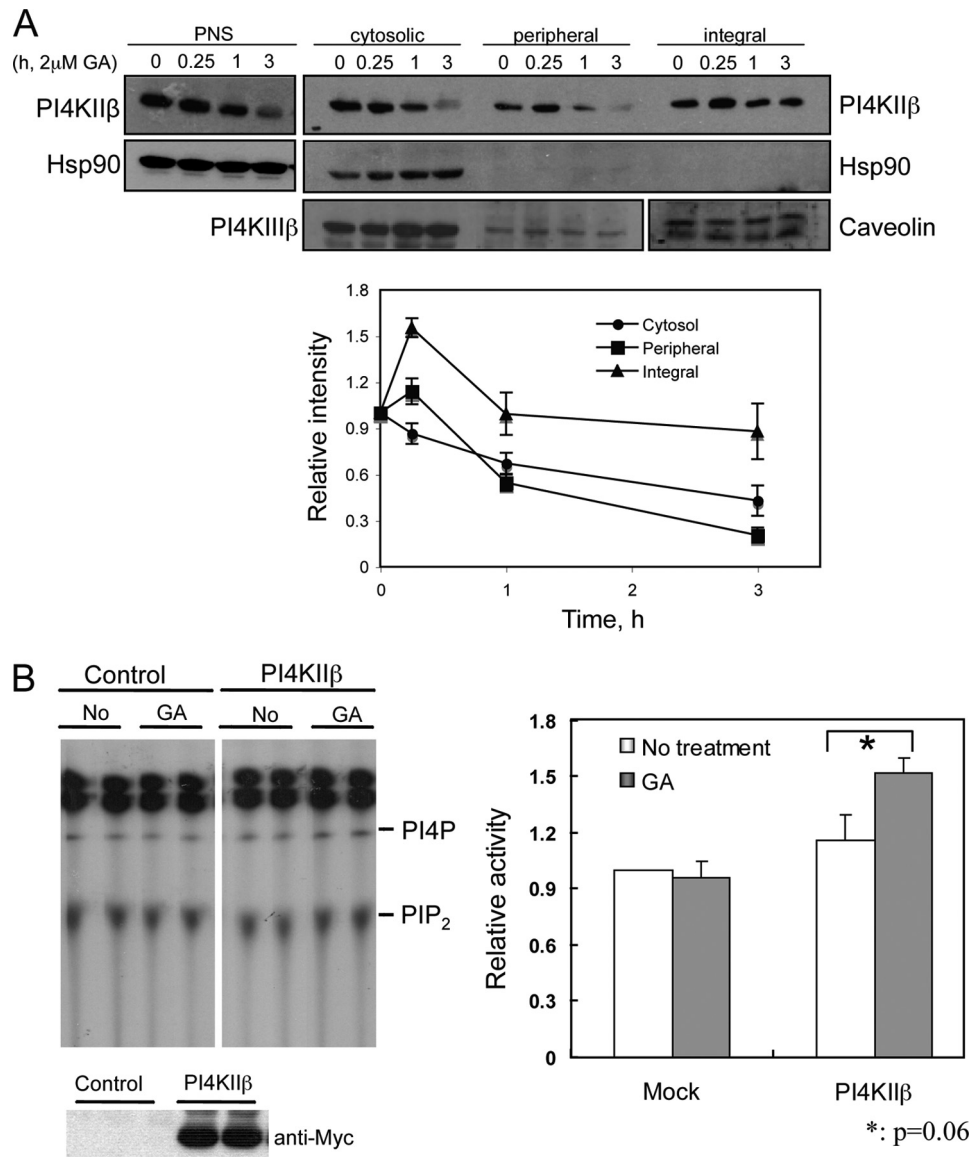 A
PNS cytosolic peripheral integral
(h, 2μM GA) 0 0.25 1 3 0 0.25 1 3 0 0.25 1 3 0 0.25 1 3
PI4KIIβ PI4KIIβ
Hsp90 Hsp90
PI4KIIIβ Caveolin
1.8
1.5
1.2
0.9
0.6
0.3
0
Relative intensity
Cytosol
Peripheral
Integral
0 1 2 3
Time, h
B
Control PI4KIIβ
No GA No GA
PI4P
PIP₂
Control PI4KIIβ
anti-Myc
1.8
1.5
1.2
0.9
0.6
0.3
0
Relative activity
No treatment
GA
*
Mock PI4KIIβ
*: p=0.06